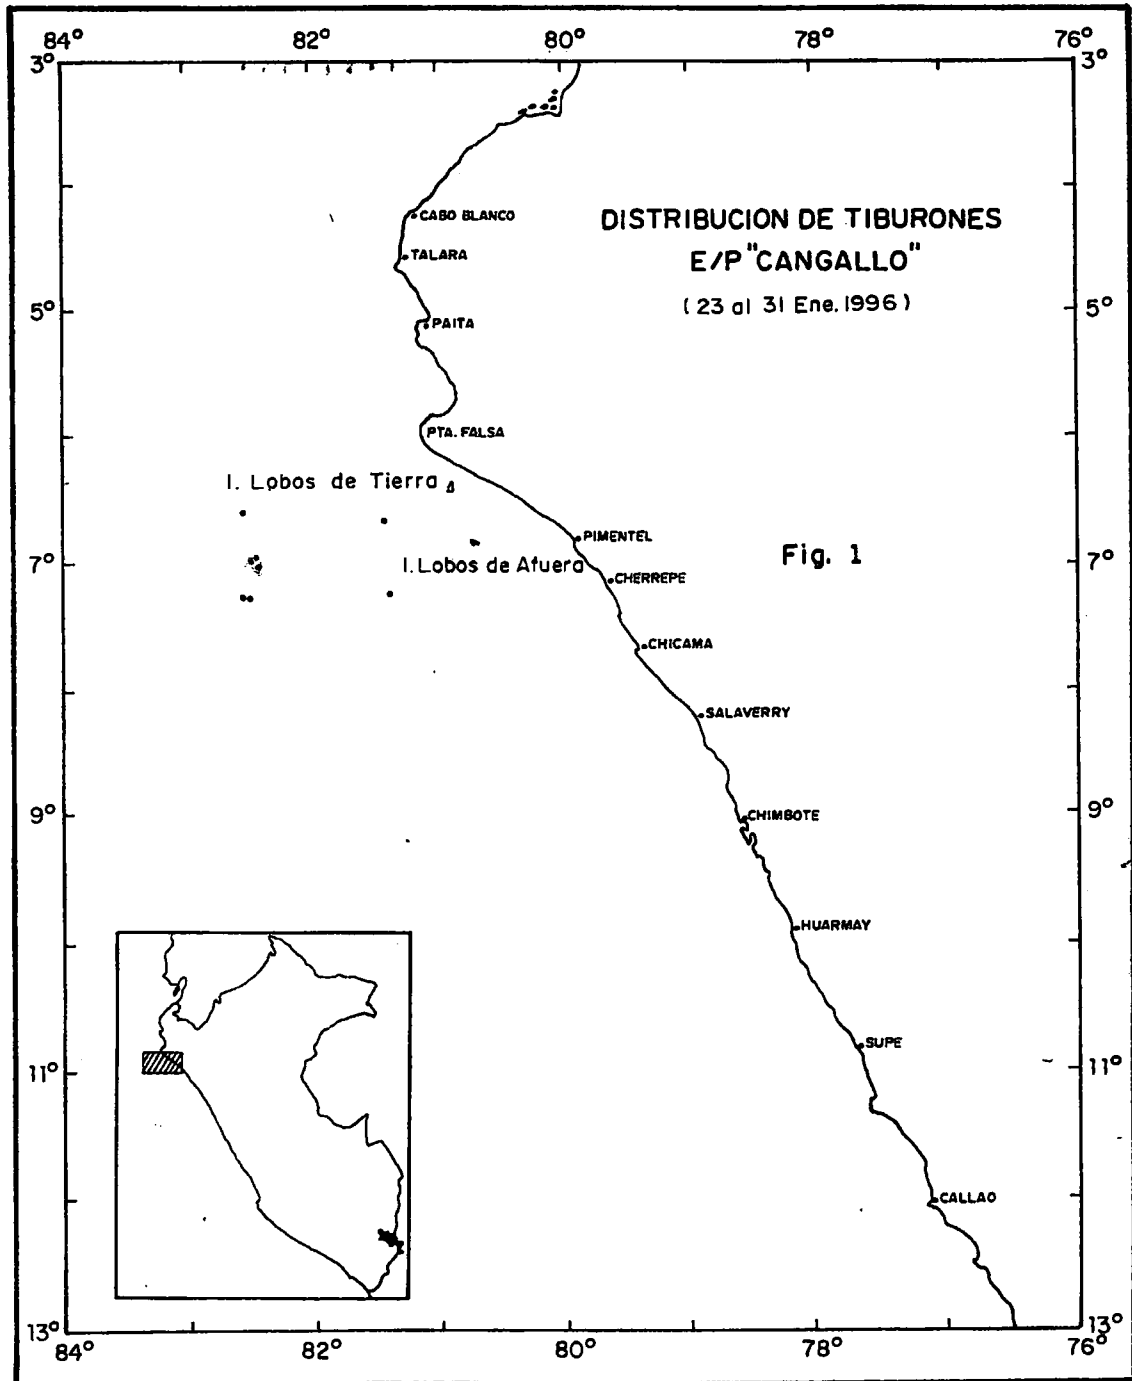 84° 82° 80° 78° 76°
3° 3°
CABO BLANCO
DISTRIBUCION DE TIBURONES
TALARA
E/P "CANGALLO"
(23 al 31 Ene. 1996)
5° 5°
PAITA
PTA. FALSA
I. Lobos de Tierra
PIMENTEL
Fig. 1
7° 7°
I. Lobos de Afuera
CHERREPE
CHICAMA
SALAVERRY
9° 9°
CHIMBOTE
HUARMAY
SUPE
11° 11°
CALLAO
13° 13°
84° 82° 80° 78° 76°